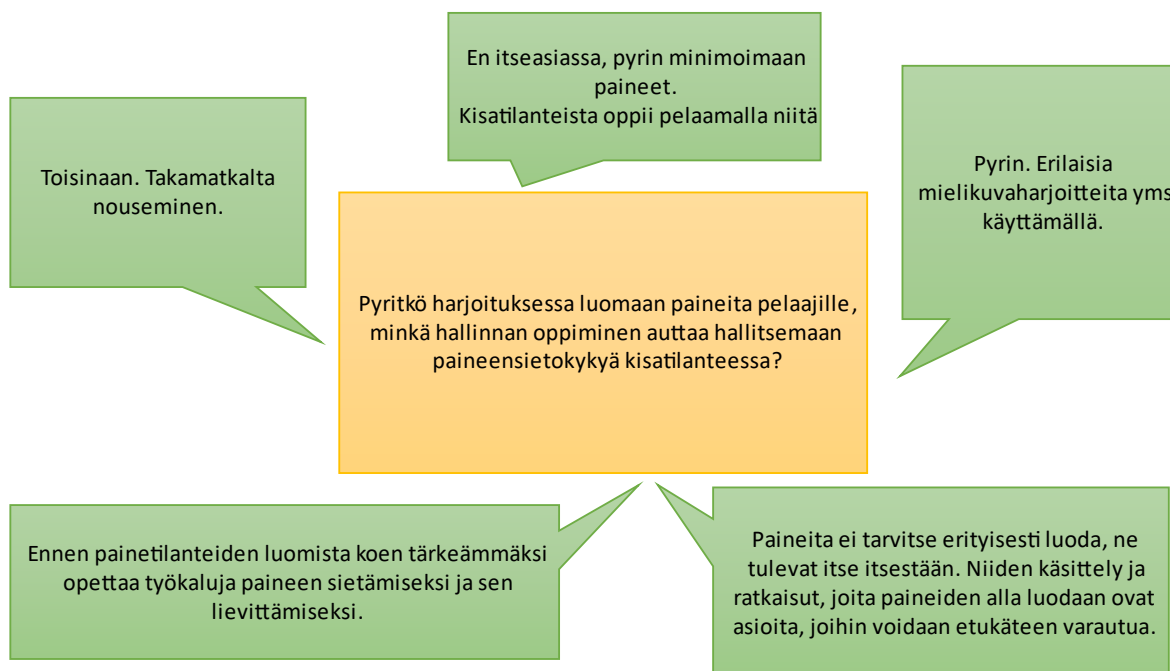 En itseasiassa, pyrin minimoimaan
paineet.
Kisatilanteista oppii pelaamalla niitä
Toisinaan. Takamatkalta
nouseminen.
Pyrin. Erilaisia
mielikuvaharjoitteita yms
käyttämällä.
Pyritkö harjoituksessa luomaan paineita pelaajille,
minkä hallinnan oppiminen auttaa hallitsemaan
paineensietokykyä kisatilanteessa?
Ennen painetilanteiden luomista koen tärkeämmäksi
opettaa työkaluja paineen sietämiseksi ja sen
lievittämiseksi.
Paineita ei tarvitse erityisesti luoda, ne
tulevat itse itsestään. Niiden käsittely ja
ratkaisut, joita paineiden alla luodaan ovat
asioita, joihin voidaan etukäteen varautua.